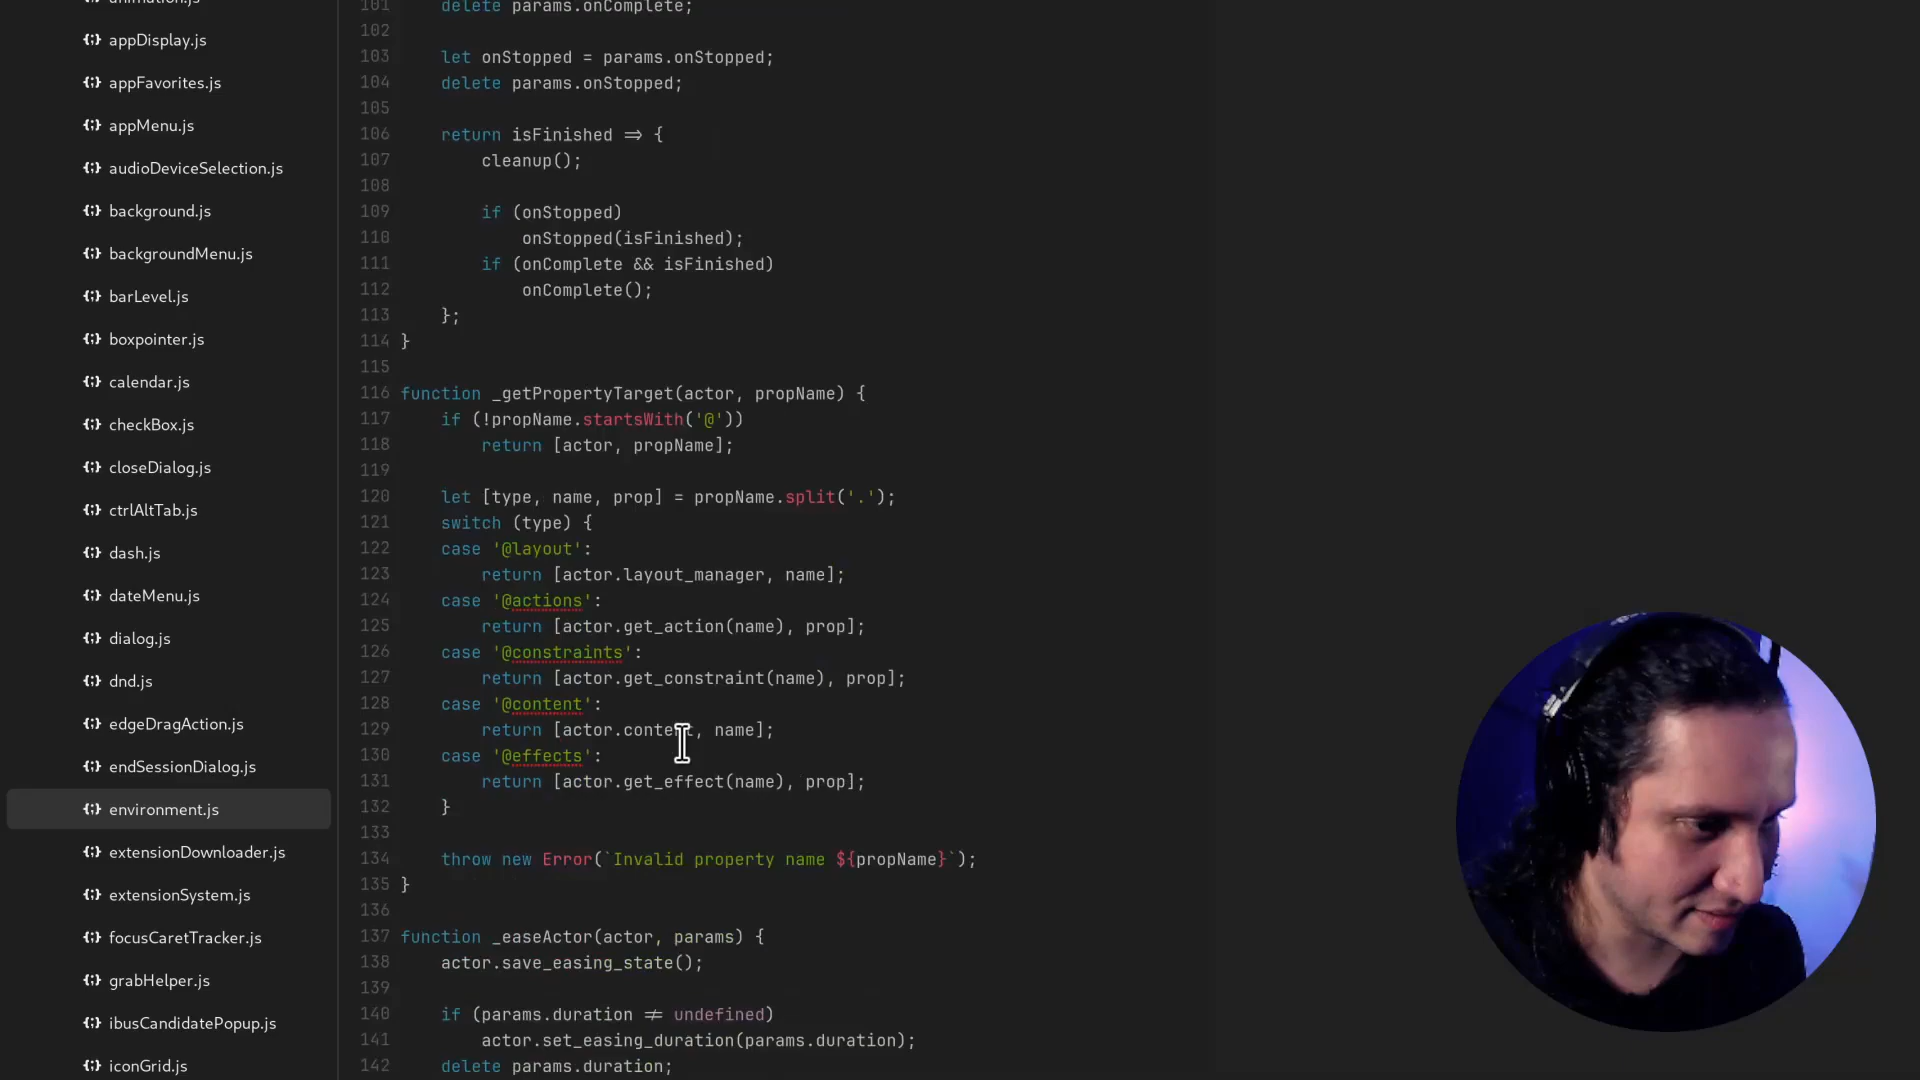 animation.js
appDisplay.js
appFavorites.js
appMenu.js
audioDeviceSelection.js
background.js
backgroundMenu.js
barLevel.js
boxpointer.js
calendar.js
checkBox.js
closeDialog.js
ctrlAltTab.js
dash.js
dateMenu.js
dialog.js
dnd.js
edgeDragAction.js
endSessionDialog.js
environment.js
extensionDownloader.js
extensionSystem.js
focusCaretTracker.js
grabHelper.js
ibusCandidatePopup.js
iconGrid.js
101     delete params.onComplete;
102
103     let onStopped = params.onStopped;
104     delete params.onStopped;
105
106     return isFinished => {
107         cleanup();
108
109         if (onStopped)
110             onStopped(isFinished);
111         if (onComplete && isFinished)
112             onComplete();
113     };
114 }
115
116 function _getPropertyTarget(actor, propName) {
117     if (!propName.startsWith('@'))
118         return [actor, propName];
119
120     let [type, name, prop] = propName.split('.');
121     switch (type) {
122     case '@layout':
123         return [actor.layout_manager, name];
124     case '@actions':
125         return [actor.get_action(name), prop];
126     case '@constraints':
127         return [actor.get_constraint(name), prop];
128     case '@content':
129         return [actor.content, name];
130     case '@effects':
131         return [actor.get_effect(name), prop];
132     }
133
134     throw new Error(`Invalid property name ${propName}`);
135 }
136
137 function _easeActor(actor, params) {
138     actor.save_easing_state();
139
140     if (params.duration != undefined)
141         actor.set_easing_duration(params.duration);
142     delete params.duration;